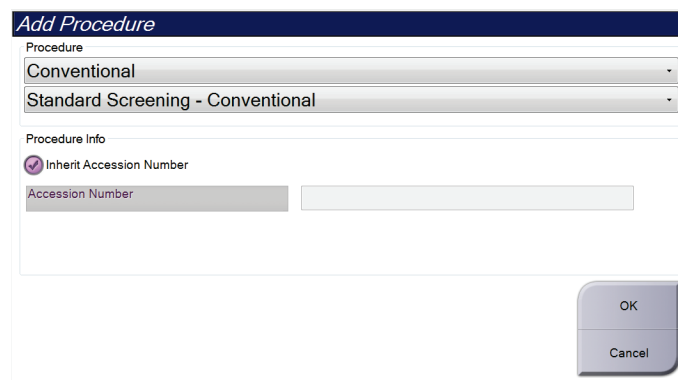 Add Procedure
Procedure
Conventional
Standard Screening - Conventional
Procedure Info
Inherit Accession Number
Accession Number
OK
Cancel